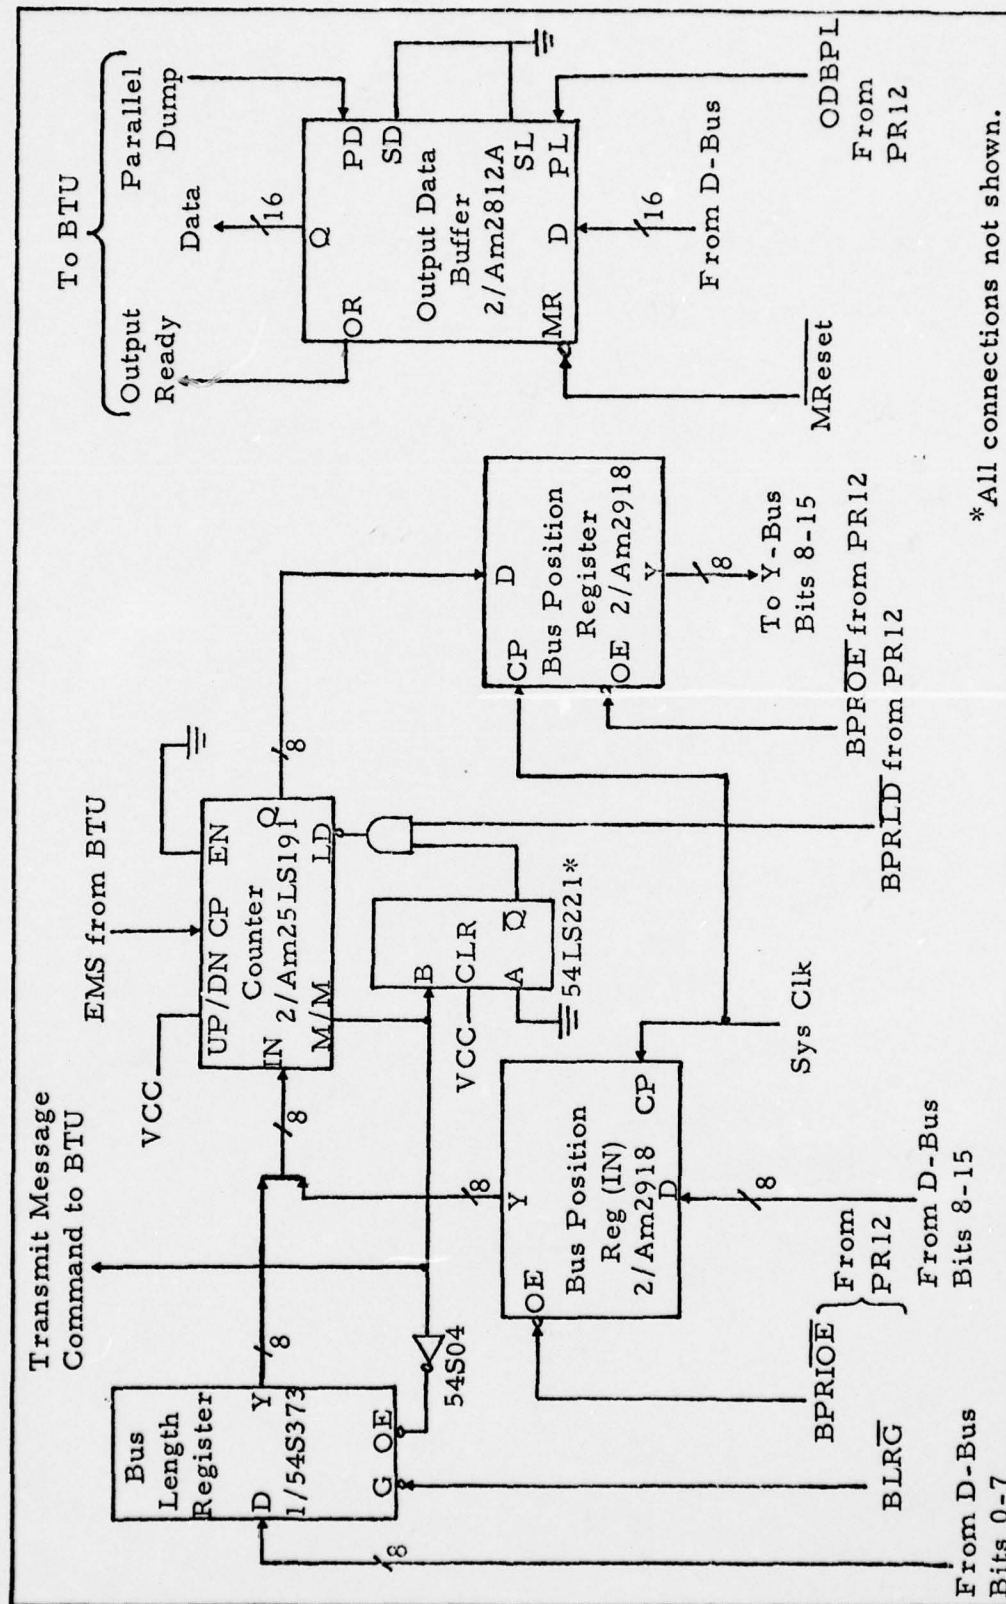 To BTU
Output
Ready
Data
Parallel
Dump
OR
Q
PD
SD
Output Data
Buffer
2/Am2812A
MR
D
SL
PL
16
16
MReset
From D-Bus
ODBPL
From
PR12
Transmit Message
Command to BTU
EMS from BTU
VCC
UP/DN CP EN
Counter
IN 2/Am25LS191 Q
M/M
LD
8
8
Bus
Length
Register
D Y
1/54S373
G OE
8
8
54S04
B
VCC
CLR
A
Q
54LS221*
OE
Y
8
Bus Position
Reg (IN)
2/Am2918
D
CP
8
CP
D
Bus Position
Register
OE 2/Am2918
Y
8
To Y-Bus
Bits 8-15
BPROE from PR12
BPRLD from PR12
Sys Clk
BPRIOE
BLRG
From
PR12
From D-Bus
Bits 8-15
From D-Bus
Bits 0-7
*All connections not shown.